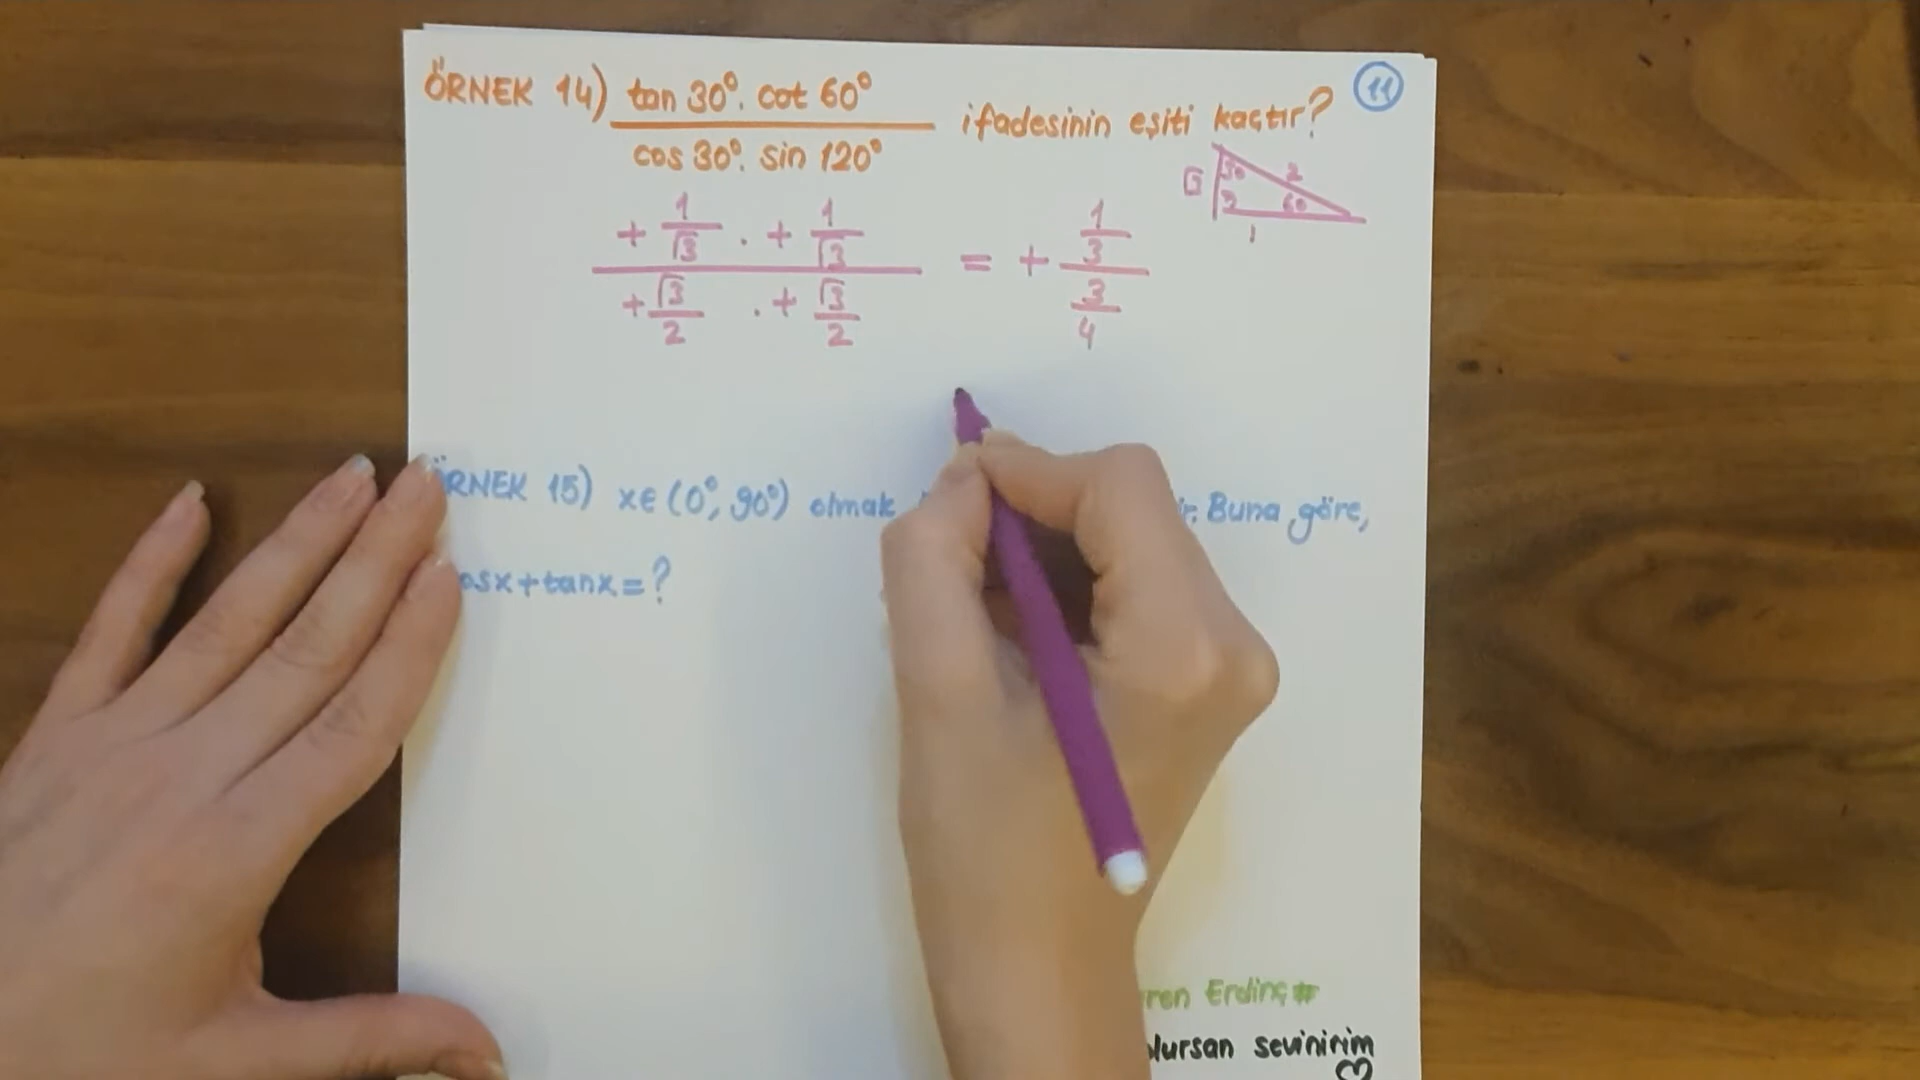 ÖRNEK 14) tan 30°. cot 60° / cos 30°. sin 120° ifadesinin eşiti kaçtır? 11
+ 1/√3 . + 1/√3 / + √3/2 . + √3/2 = + 1/3 / 3/4
√3 30 2 60 1
ÖRNEK 15) x∈(0°, 90°) olmak Buna göre,
osx+tanx=?
ren Erdinç #
lursan sevinirim